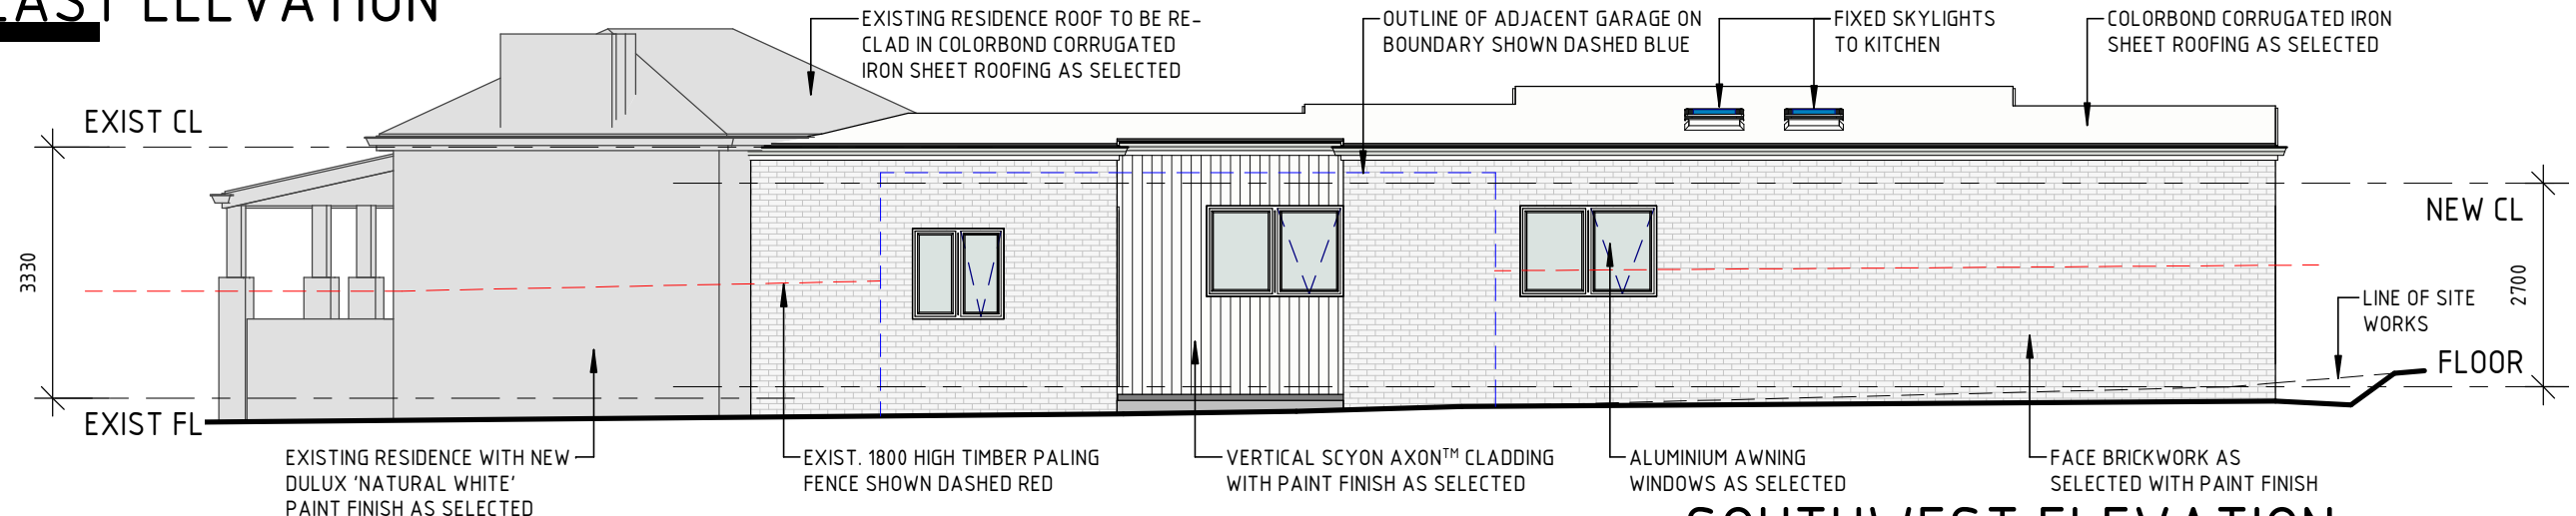 EAST ELEVATION
EXISTING RESIDENCE ROOF TO BE RE-
CLAD IN COLORBOND CORRUGATED
IRON SHEET ROOFING AS SELECTED
OUTLINE OF ADJACENT GARAGE ON
BOUNDARY SHOWN DASHED BLUE
FIXED SKYLIGHTS
TO KITCHEN
COLORBOND CORRUGATED IRON
SHEET ROOFING AS SELECTED
EXIST CL
3330
EXIST FL
NEW CL
2700
LINE OF SITE
WORKS
FLOOR
EXISTING RESIDENCE WITH NEW
DULUX 'NATURAL WHITE'
PAINT FINISH AS SELECTED
EXIST. 1800 HIGH TIMBER PALING
FENCE SHOWN DASHED RED
VERTICAL SCYON AXON™ CLADDING
WITH PAINT FINISH AS SELECTED
ALUMINIUM AWNING
WINDOWS AS SELECTED
FACE BRICKWORK AS
SELECTED WITH PAINT FINISH
SOUTHWEST ELEVATION